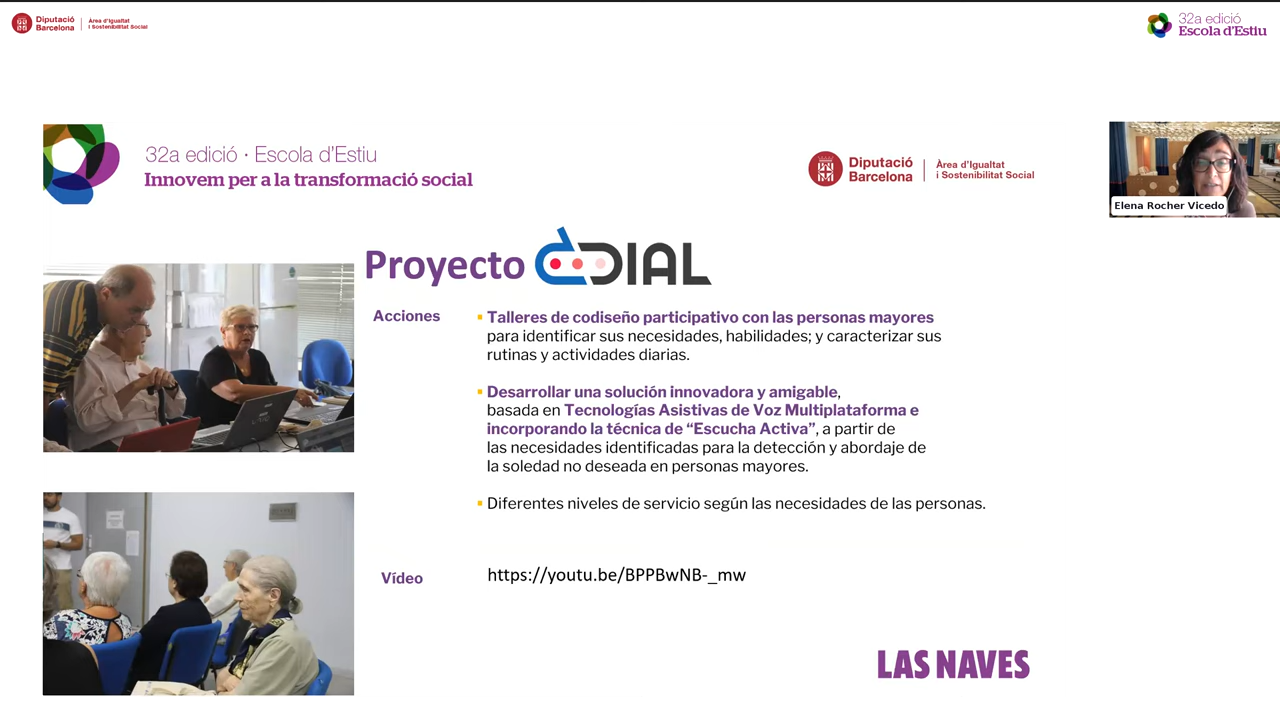 Diputació
Barcelona
Àrea d'Igualtat
i Sostenibilitat Social
32a edició
Escola d'Estiu
32a edició · Escola d'Estiu
Innovem per a la transformació social
Diputació
Barcelona
Àrea d'Igualtat
i Sostenibilitat Social
Elena Rocher Vicedo
Proyecto DIAL
Acciones
▪ Talleres de codiseño participativo con las personas mayores
para identificar sus necesidades, habilidades; y caracterizar sus
rutinas y actividades diarias.
▪ Desarrollar una solución innovadora y amigable,
basada en Tecnologías Asistivas de Voz Multiplataforma e
incorporando la técnica de “Escucha Activa”, a partir de
las necesidades identificadas para la detección y abordaje de
la soledad no deseada en personas mayores.
▪ Diferentes niveles de servicio según las necesidades de las personas.
Vídeo
https://youtu.be/BPPBwNB-_mw
LAS NAVES